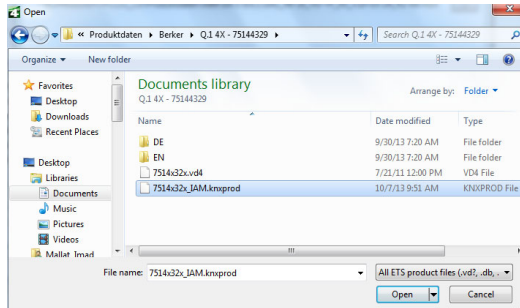 Open
« Produktdaten ▸ Berker ▸ Q.1 4X - 75144329 ▸
Search Q.1 4X - 75144329
Organize ▾ New folder
Favorites
Desktop
Downloads
Recent Places
Desktop
Libraries
Documents
Music
Pictures
Videos
Mallat Imad
Documents library
Q.1 4X - 75144329
Arrange by: Folder ▾
Name Date modified Type
DE 9/30/13 7:20 AM File folder
EN 9/30/13 7:20 AM File folder
7514x32x.vd4 7/21/11 12:00 PM VD4 File
7514x32x_IAM.knxprod 10/7/13 9:51 AM KNXPROD File
File name: 7514x32x_IAM.knxprod
All ETS product files (.vd?, .db, .
Open Cancel